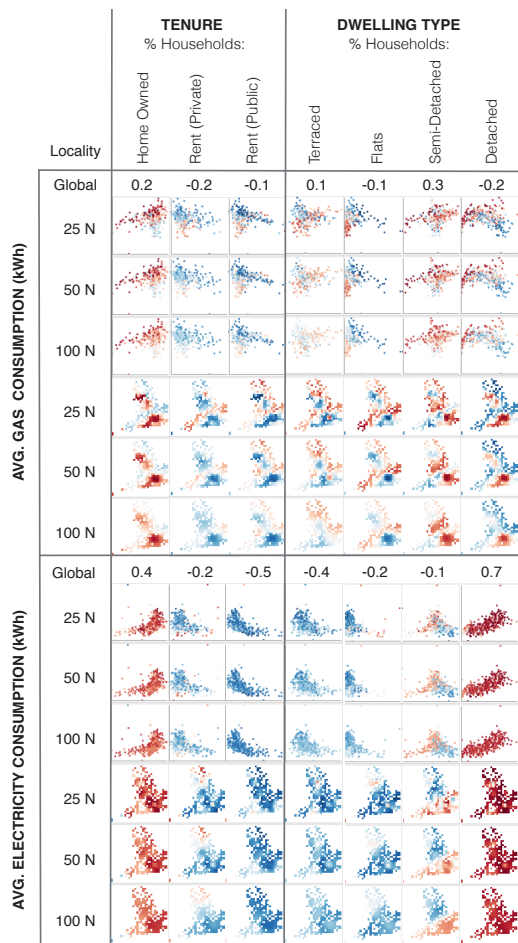 TENURE DWELLING TYPE
% Households: % Households:
Locality Home Owned Rent (Private) Rent (Public) Terraced Flats Semi-Detached Detached
AVG. GAS CONSUMPTION (kWh)
Global 0.2 -0.2 -0.1 0.1 -0.1 0.3 -0.2
25 N
50 N
100 N
25 N
50 N
100 N
AVG. ELECTRICITY CONSUMPTION (kWh)
Global 0.4 -0.2 -0.5 -0.4 -0.2 -0.1 0.7
25 N
50 N
100 N
25 N
50 N
100 N